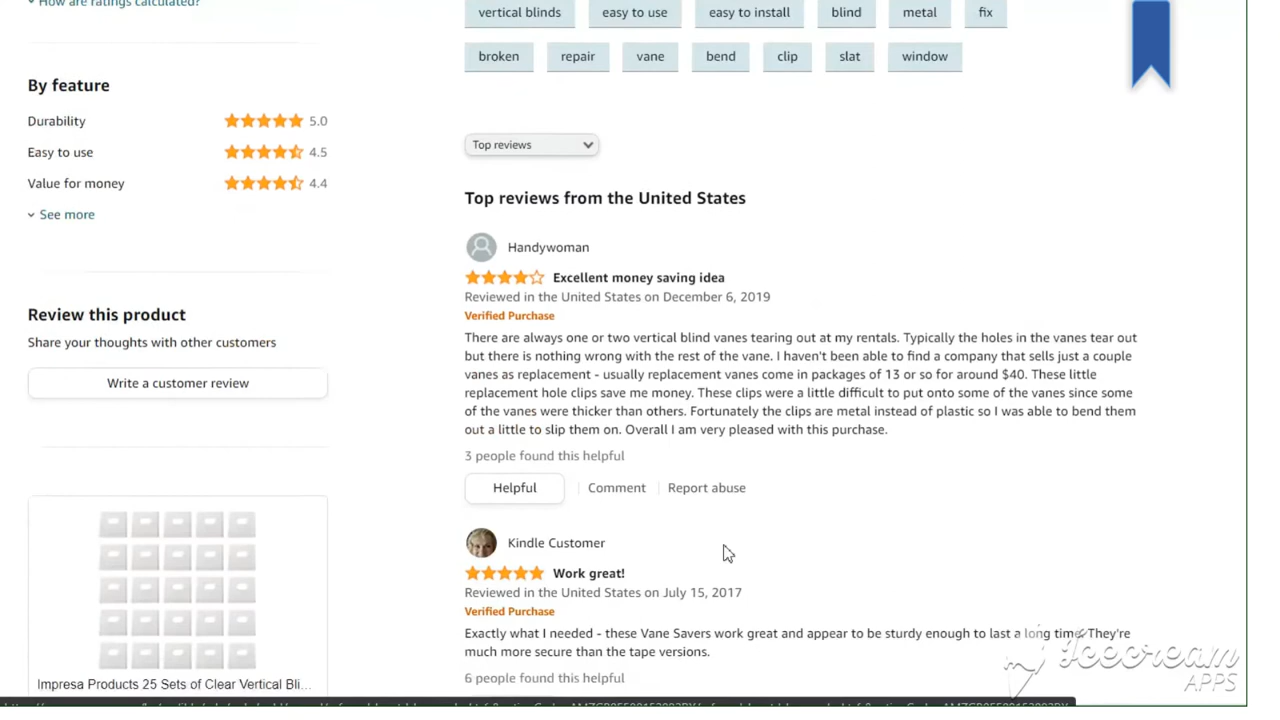 How are ratings calculated?
vertical blinds easy to use easy to install blind metal fix
broken repair vane bend clip slat window
By feature
Durability 5.0
Easy to use 4.5
Value for money 4.4
See more
Review this product
Share your thoughts with other customers
Write a customer review
Impresa Products 25 Sets of Clear Vertical Bli...
Top reviews
Top reviews from the United States
Handywoman
Excellent money saving idea
Reviewed in the United States on December 6, 2019
Verified Purchase
There are always one or two vertical blind vanes tearing out at my rentals. Typically the holes in the vanes tear out
but there is nothing wrong with the rest of the vane. I haven't been able to find a company that sells just a couple
vanes as replacement - usually replacement vanes come in packages of 13 or so for around $40. These little
replacement hole clips save me money. These clips were a little difficult to put onto some of the vanes since some
of the vanes were thicker than others. Fortunately the clips are metal instead of plastic so I was able to bend them
out a little to slip them on. Overall I am very pleased with this purchase.
3 people found this helpful
Helpful Comment Report abuse
Kindle Customer
Work great!
Reviewed in the United States on July 15, 2017
Verified Purchase
Exactly what I needed - these Vane Savers work great and appear to be sturdy enough to last a long time. They're
much more secure than the tape versions.
6 people found this helpful
Icecream
APPS